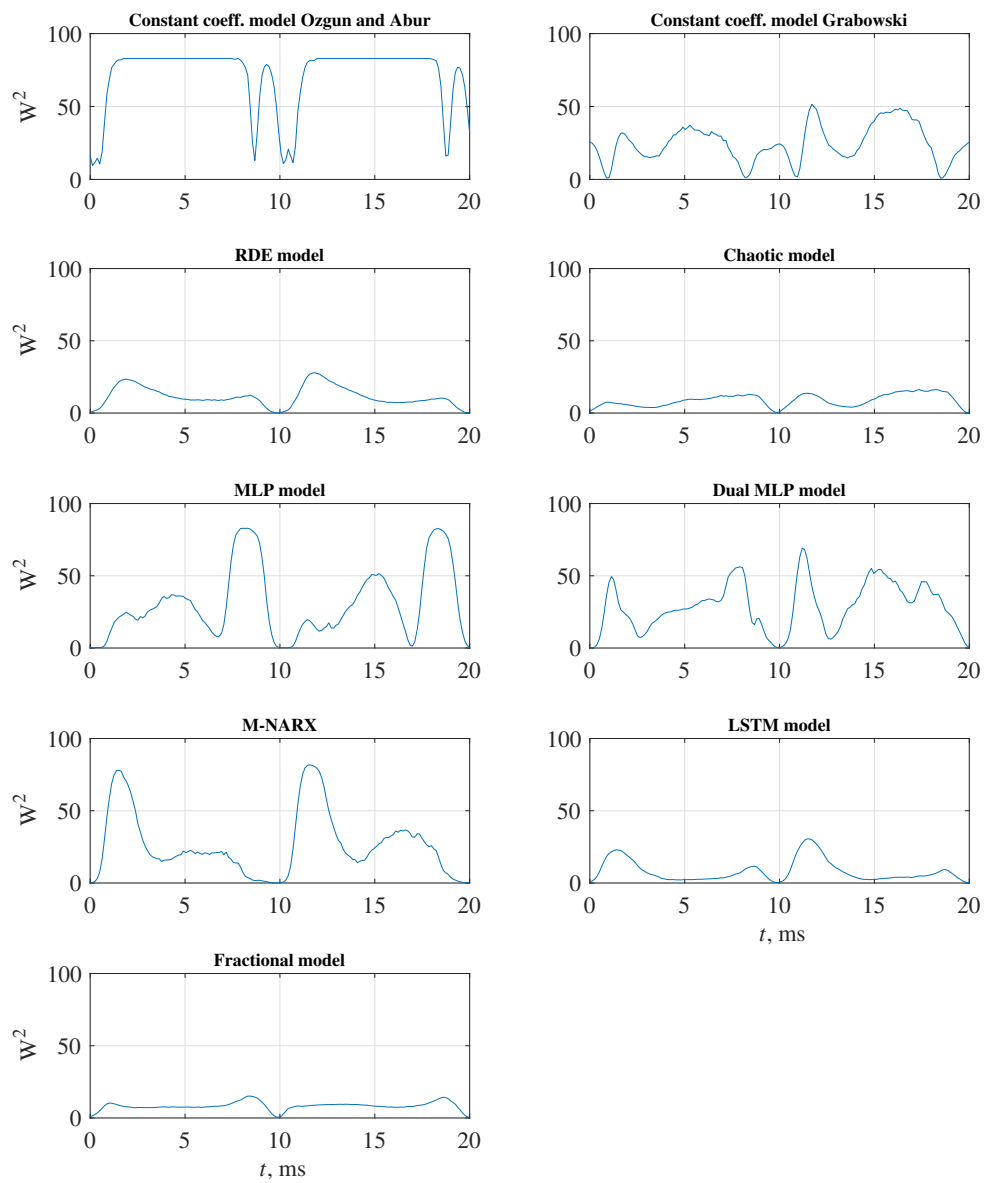 Constant coeff. model Ozgun and Abur
100
50
0
W²
0 5 10 15 20
Constant coeff. model Grabowski
100
50
0
0 5 10 15 20
RDE model
100
50
0
W²
0 5 10 15 20
Chaotic model
100
50
0
0 5 10 15 20
MLP model
100
50
0
W²
0 5 10 15 20
Dual MLP model
100
50
0
0 5 10 15 20
M-NARX
100
50
0
W²
0 5 10 15 20
LSTM model
100
50
0
0 5 10 15 20
t, ms
Fractional model
100
50
0
W²
0 5 10 15 20
t, ms